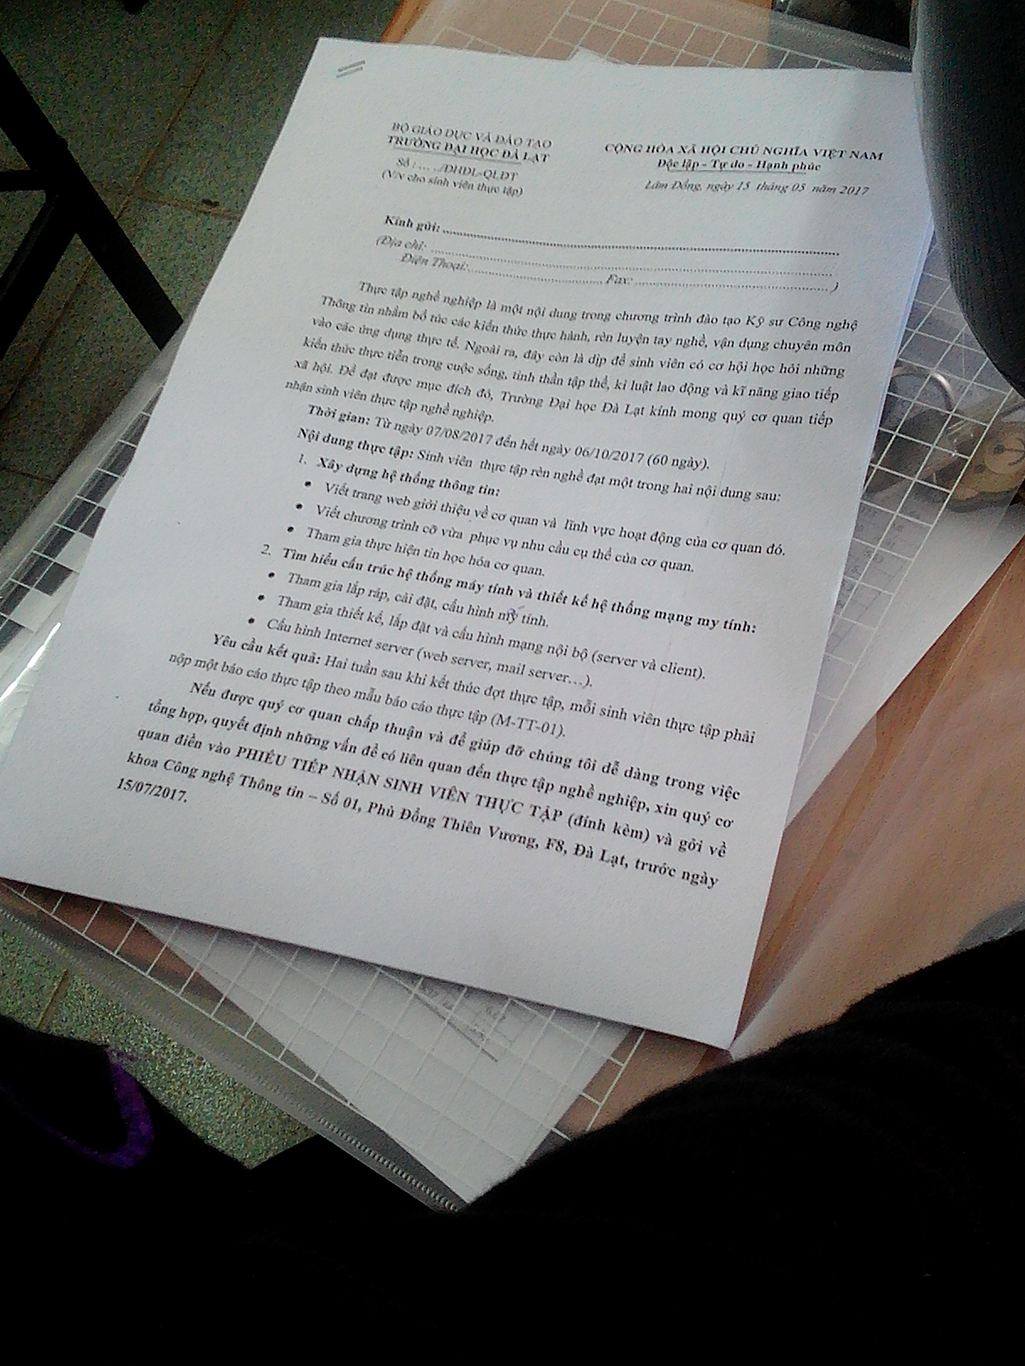 BỘ GIÁO DỤC VÀ ĐÀO TẠO
TRƯỜNG ĐẠI HỌC ĐÀ LẠT
Số : ... ../ĐHĐL-QLĐT
(V/v cho sinh viên thực tập)
CỘNG HÒA XÃ HỘI CHỦ NGHĨA VIỆT NAM
Độc lập - Tự do - Hạnh phúc
Lâm Đồng, ngày 15 tháng 05 năm 2017
Kính gửi: ........................................
(Địa chỉ: ........................................
Điện Thoại:........................ Fax: ........................)
Thực tập nghề nghiệp là một nội dung trong chương trình đào tạo Kỹ sư Công nghệ
Thông tin nhằm bổ túc các kiến thức thực hành, rèn luyện tay nghề, vận dụng chuyên môn
vào các ứng dụng thực tế. Ngoài ra, đây còn là dịp để sinh viên có cơ hội học hỏi những
kiến thức thực tiễn trong cuộc sống, tinh thần tập thể, kỉ luật lao động và kĩ năng giao tiếp
xã hội. Để đạt được mục đích đó, Trường Đại học Đà Lạt kính mong quý cơ quan tiếp
nhận sinh viên thực tập nghề nghiệp.
Thời gian: Từ ngày 07/08/2017 đến hết ngày 06/10/2017 (60 ngày).
Nội dung thực tập: Sinh viên thực tập rèn nghề đạt một trong hai nội dung sau:
1. Xây dựng hệ thống thông tin:
• Viết trang web giới thiệu về cơ quan và lĩnh vực hoạt động của cơ quan đó.
• Viết chương trình cỡ vừa phục vụ nhu cầu cụ thể của cơ quan.
• Tham gia thực hiện tin học hóa cơ quan.
2. Tìm hiểu cấu trúc hệ thống máy tính và thiết kế hệ thống mạng my tính:
• Tham gia lắp ráp, cài đặt, cấu hình my tính.
• Tham gia thiết kế, lắp đặt và cấu hình mạng nội bộ (server và client).
• Cấu hình Internet server (web server, mail server…).
Yêu cầu kết quả: Hai tuần sau khi kết thúc đợt thực tập, mỗi sinh viên thực tập phải
nộp một báo cáo thực tập theo mẫu báo cáo thực tập (M-TT-01).
Nếu được quý cơ quan chấp thuận và để giúp đỡ chúng tôi dễ dàng trong việc
tổng hợp, quyết định những vấn đề có liên quan đến thực tập nghề nghiệp, xin quý cơ
quan điền vào PHIẾU TIẾP NHẬN SINH VIÊN THỰC TẬP (đính kèm) và gởi về
khoa Công nghệ Thông tin – Số 01, Phù Đổng Thiên Vương, F8, Đà Lạt, trước ngày
15/07/2017.